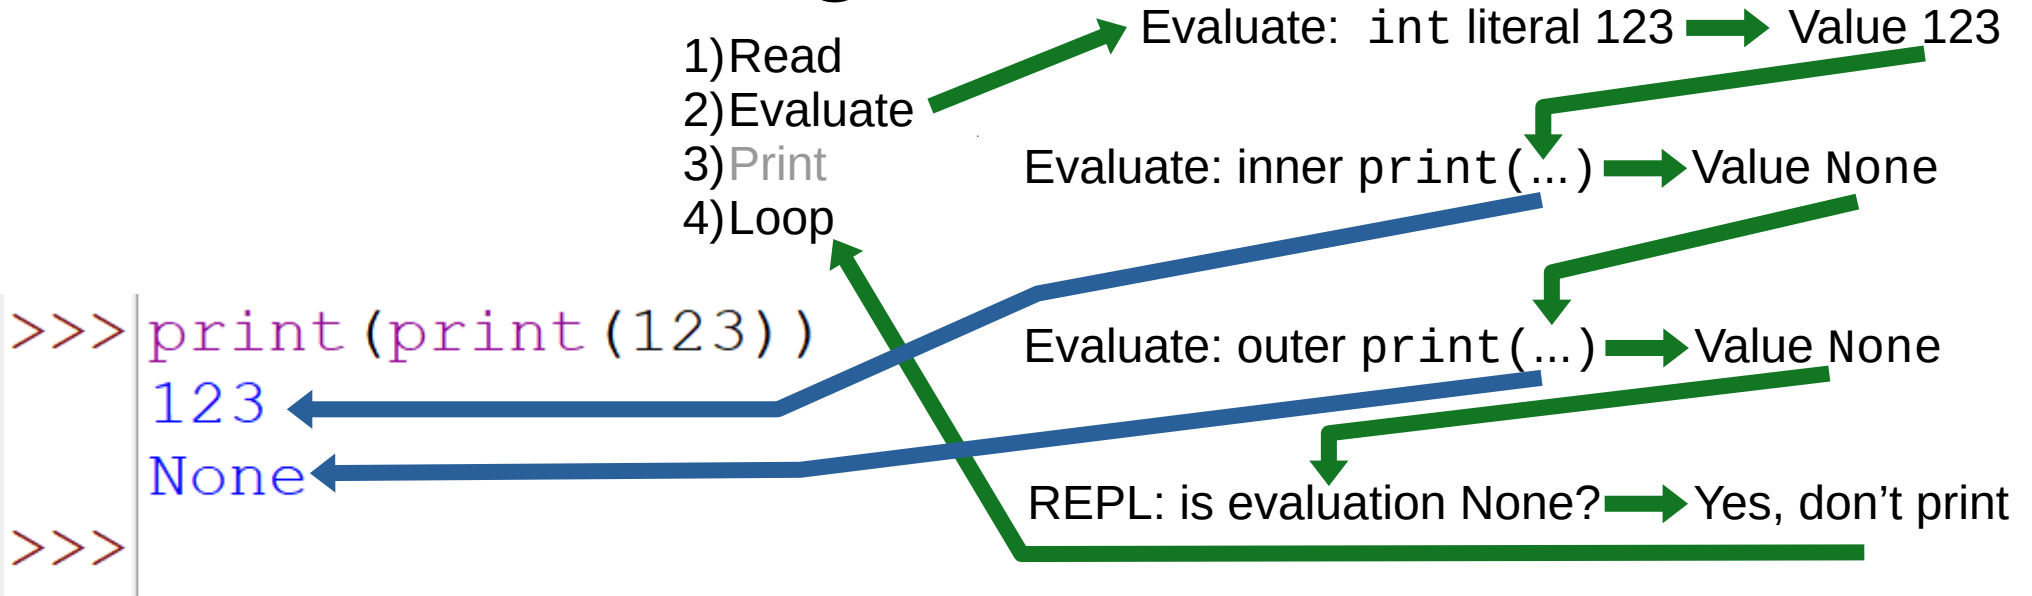 1)Read
2)Evaluate
3)Print
4)Loop
Evaluate: int literal 123 Value 123
Evaluate: inner print(...) Value None
Evaluate: outer print(...) Value None
REPL: is evaluation None? Yes, don’t print
>>> print(print(123))
123
None
>>>